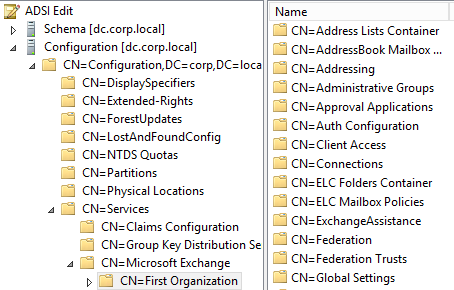 ADSI Edit
Schema [dc.corp.local]
Configuration [dc.corp.local]
CN=Configuration,DC=corp,DC=loca
CN=DisplaySpecifiers
CN=Extended-Rights
CN=ForestUpdates
CN=LostAndFoundConfig
CN=NTDS Quotas
CN=Partitions
CN=Physical Locations
CN=Services
CN=Claims Configuration
CN=Group Key Distribution Se
CN=Microsoft Exchange
CN=First Organization
Name
CN=Address Lists Container
CN=AddressBook Mailbox ...
CN=Addressing
CN=Administrative Groups
CN=Approval Applications
CN=Auth Configuration
CN=Client Access
CN=Connections
CN=ELC Folders Container
CN=ELC Mailbox Policies
CN=ExchangeAssistance
CN=Federation
CN=Federation Trusts
CN=Global Settings